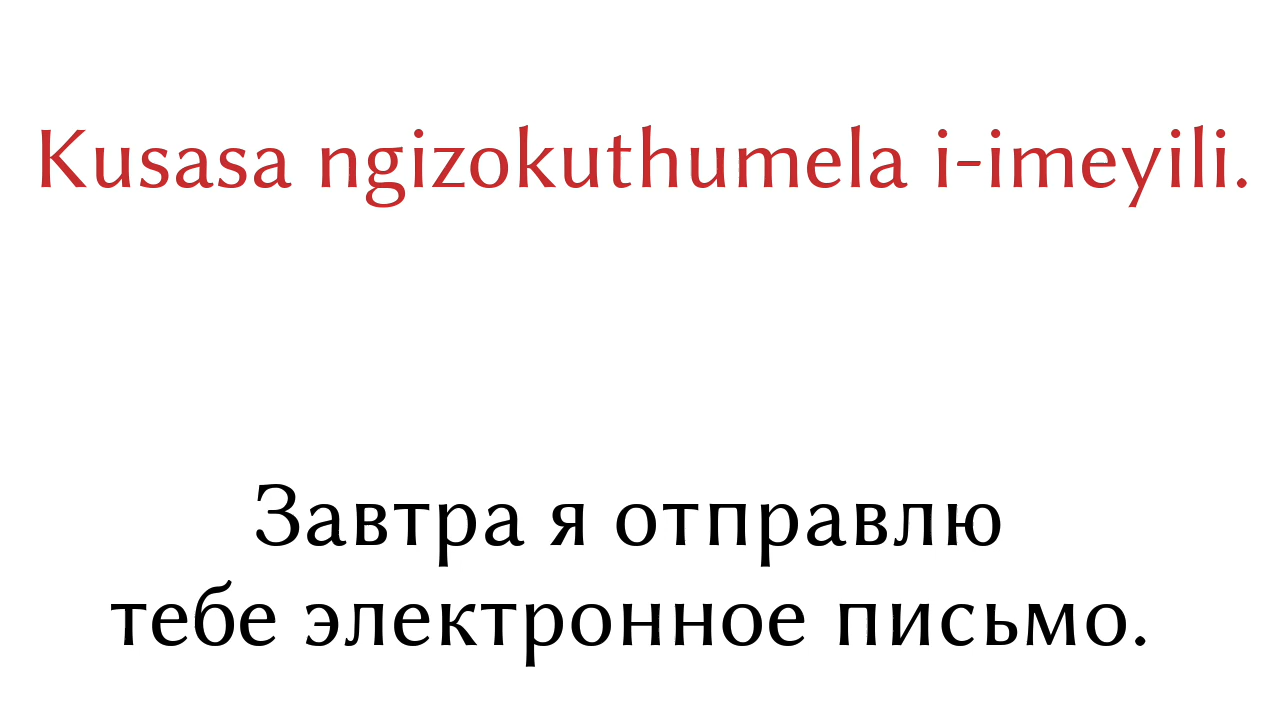 Kusasa ngizokuthumela i-imeyili.
Завтра я отправлю
тебе электронное письмо.